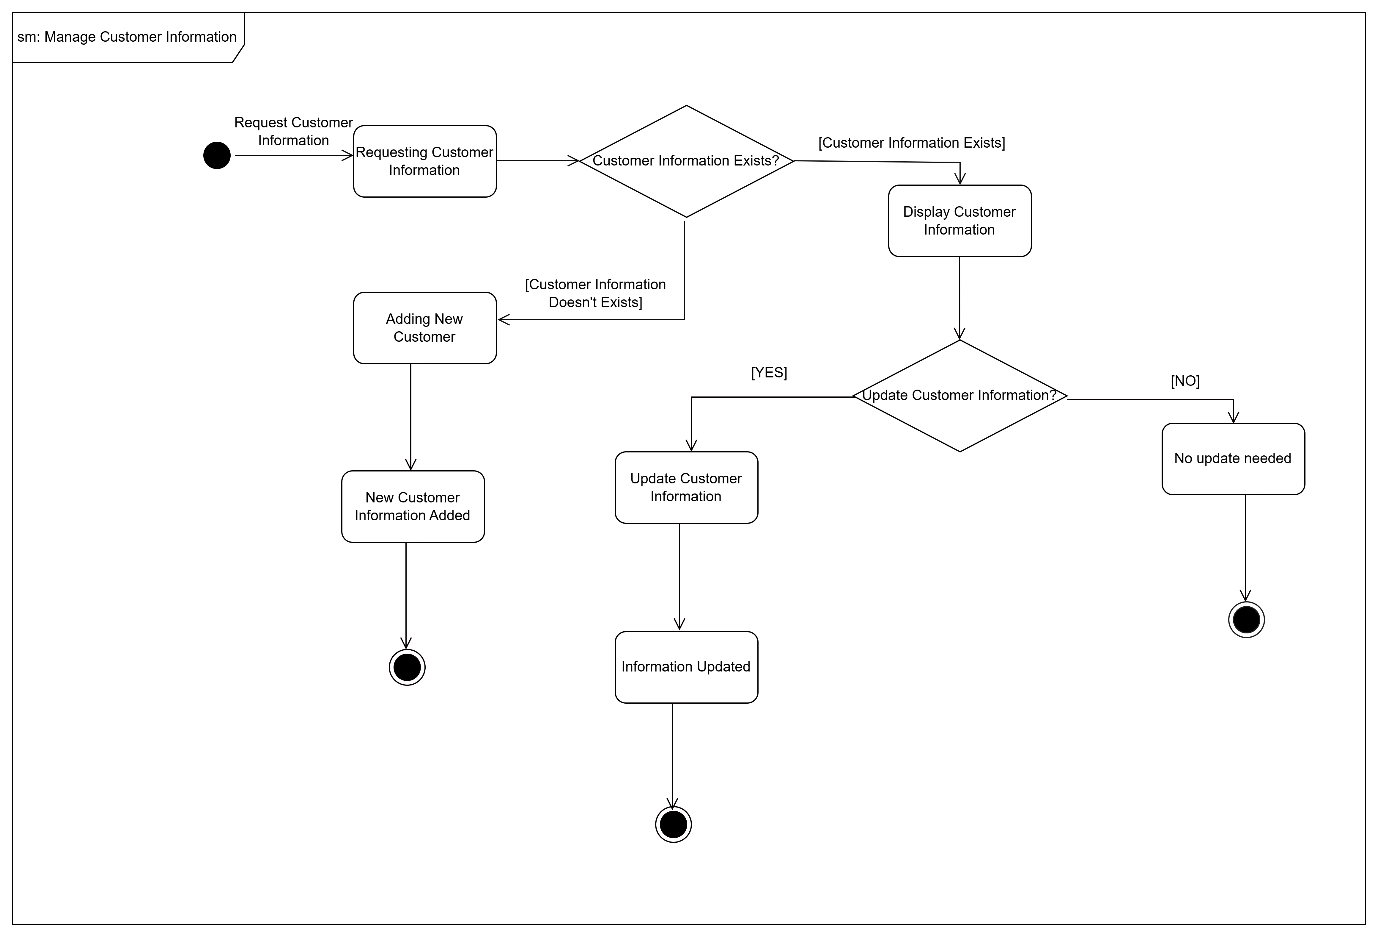 sm: Manage Customer Information
Request Customer
Information
Requesting Customer
Information
Customer Information Exists?
[Customer Information Exists]
Display Customer
Information
[Customer Information
Doesn't Exists]
Adding New
Customer
[YES]
Update Customer Information?
[NO]
No update needed
Update Customer
Information
New Customer
Information Added
Information Updated